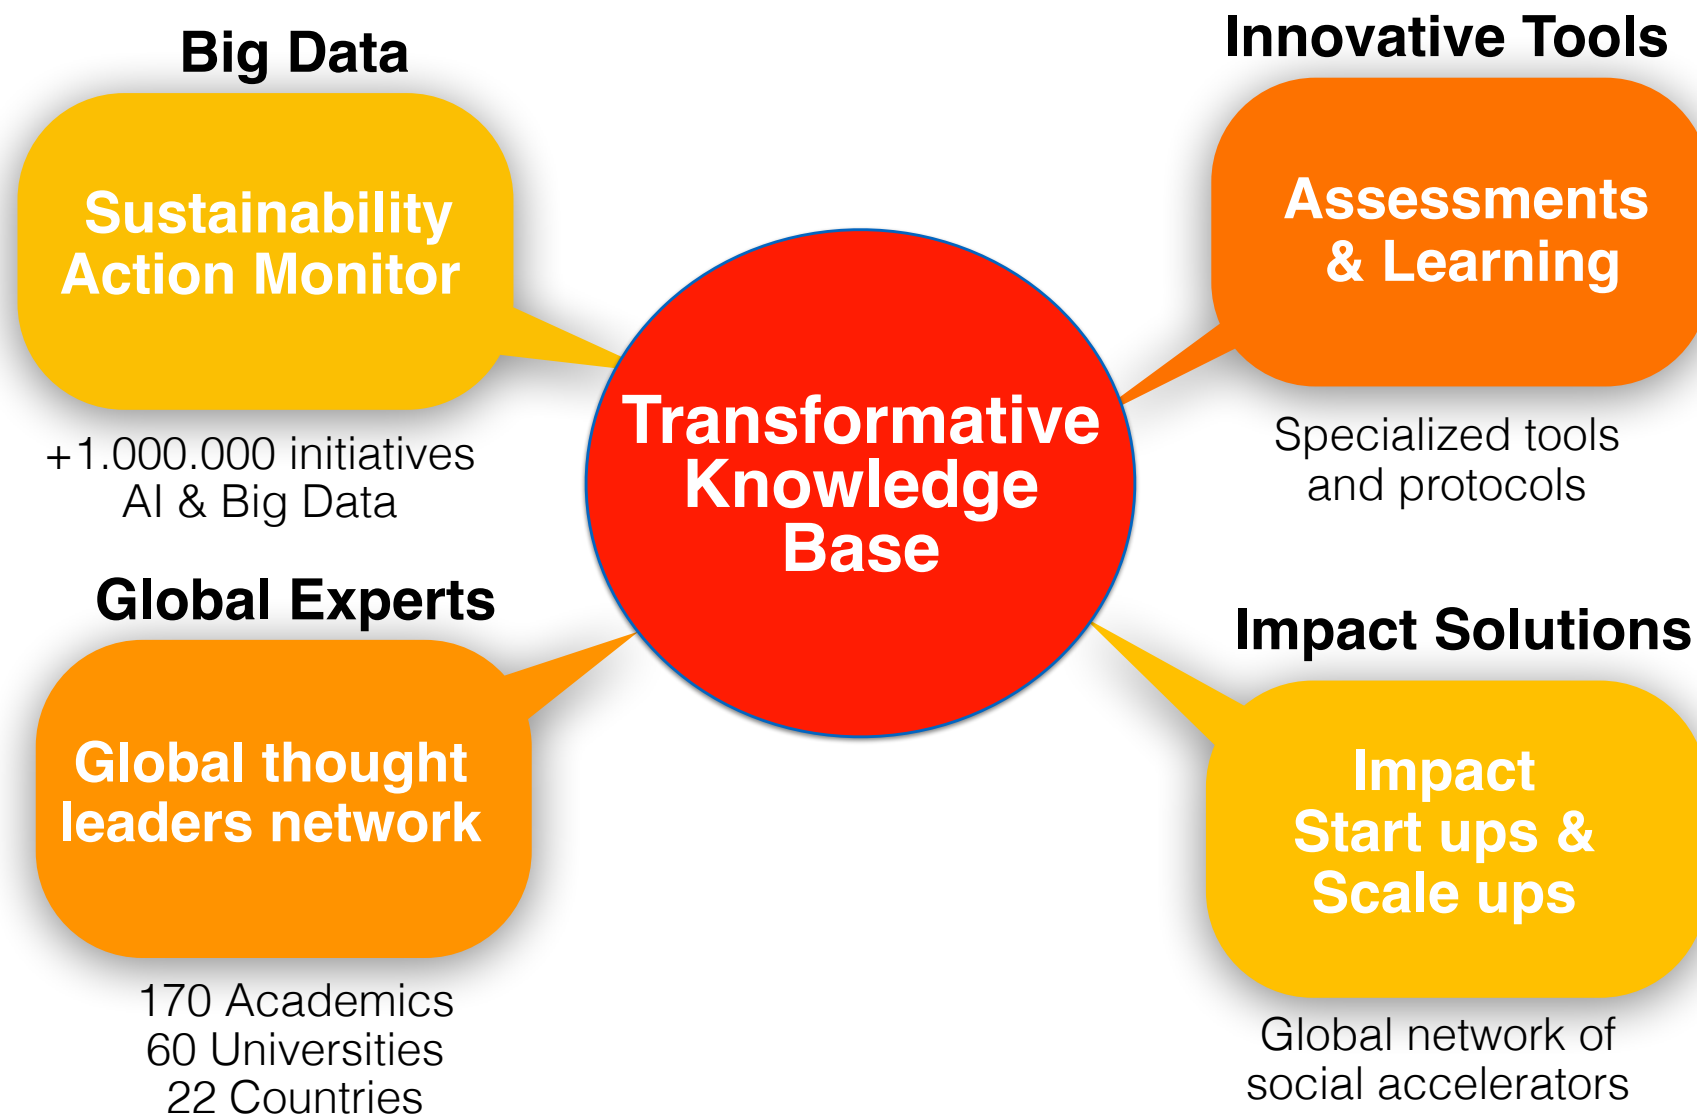 Big Data
Sustainability
Action Monitor
+1.000.000 initiatives
AI & Big Data
Innovative Tools
Assessments
& Learning
Specialized tools
and protocols
Transformative
Knowledge
Base
Global Experts
Global thought
leaders network
170 Academics
60 Universities
22 Countries
Impact Solutions
Impact
Start ups &
Scale ups
Global network of
social accelerators